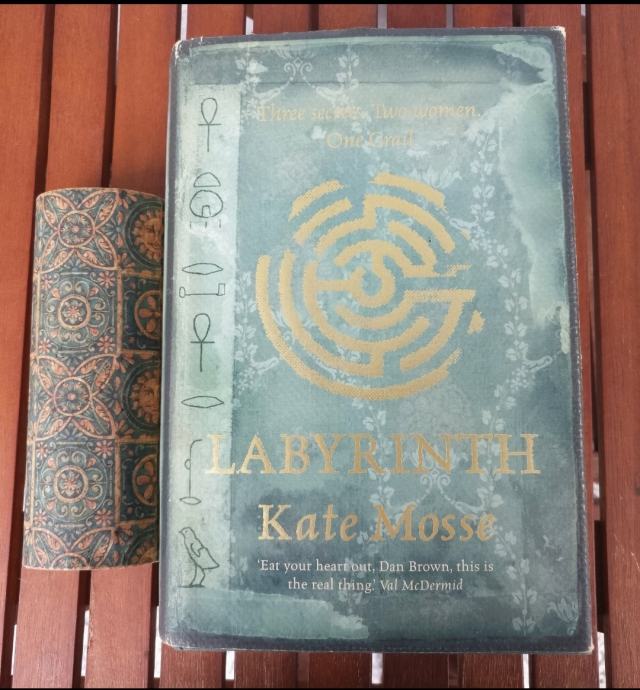 Three secrets. Two women.
One Grail
LABYRINTH
Kate Mosse
'Eat your heart out, Dan Brown, this is
the real thing.' Val McDermid